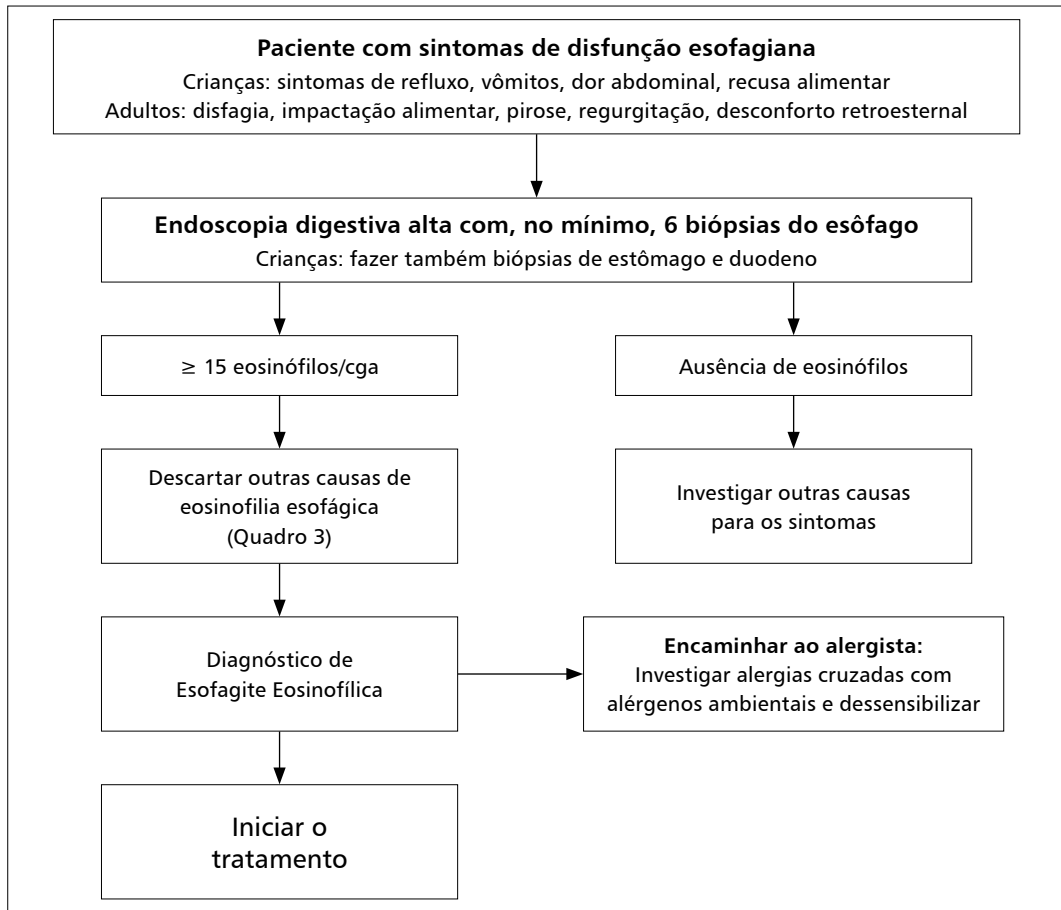 Paciente com sintomas de disfunção esofagiana
Crianças: sintomas de refluxo, vômitos, dor abdominal, recusa alimentar
Adultos: disfagia, impactação alimentar, pirose, regurgitação, desconforto retroesternal
Endoscopia digestiva alta com, no mínimo, 6 biópsias do esôfago
Crianças: fazer também biópsias de estômago e duodeno
≥ 15 eosinófilos/cga
Ausência de eosinófilos
Descartar outras causas de
eosinofilia esofágica
(Quadro 3)
Investigar outras causas
para os sintomas
Diagnóstico de
Esofagite Eosinofílica
Encaminhar ao alergista:
Investigar alergias cruzadas com
alérgenos ambientais e dessensibilizar
Iniciar o
tratamento